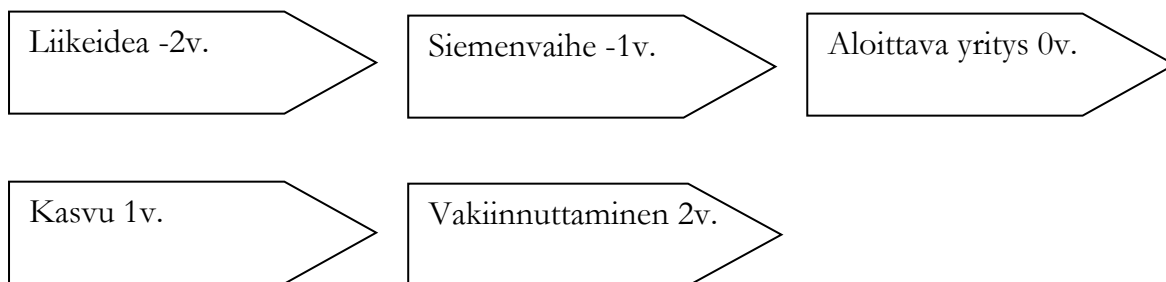 Liikeidea -2v.
Siemenvaihe -1v.
Aloittava yritys 0v.
Kasvu 1v.
Vakiinnuttaminen 2v.